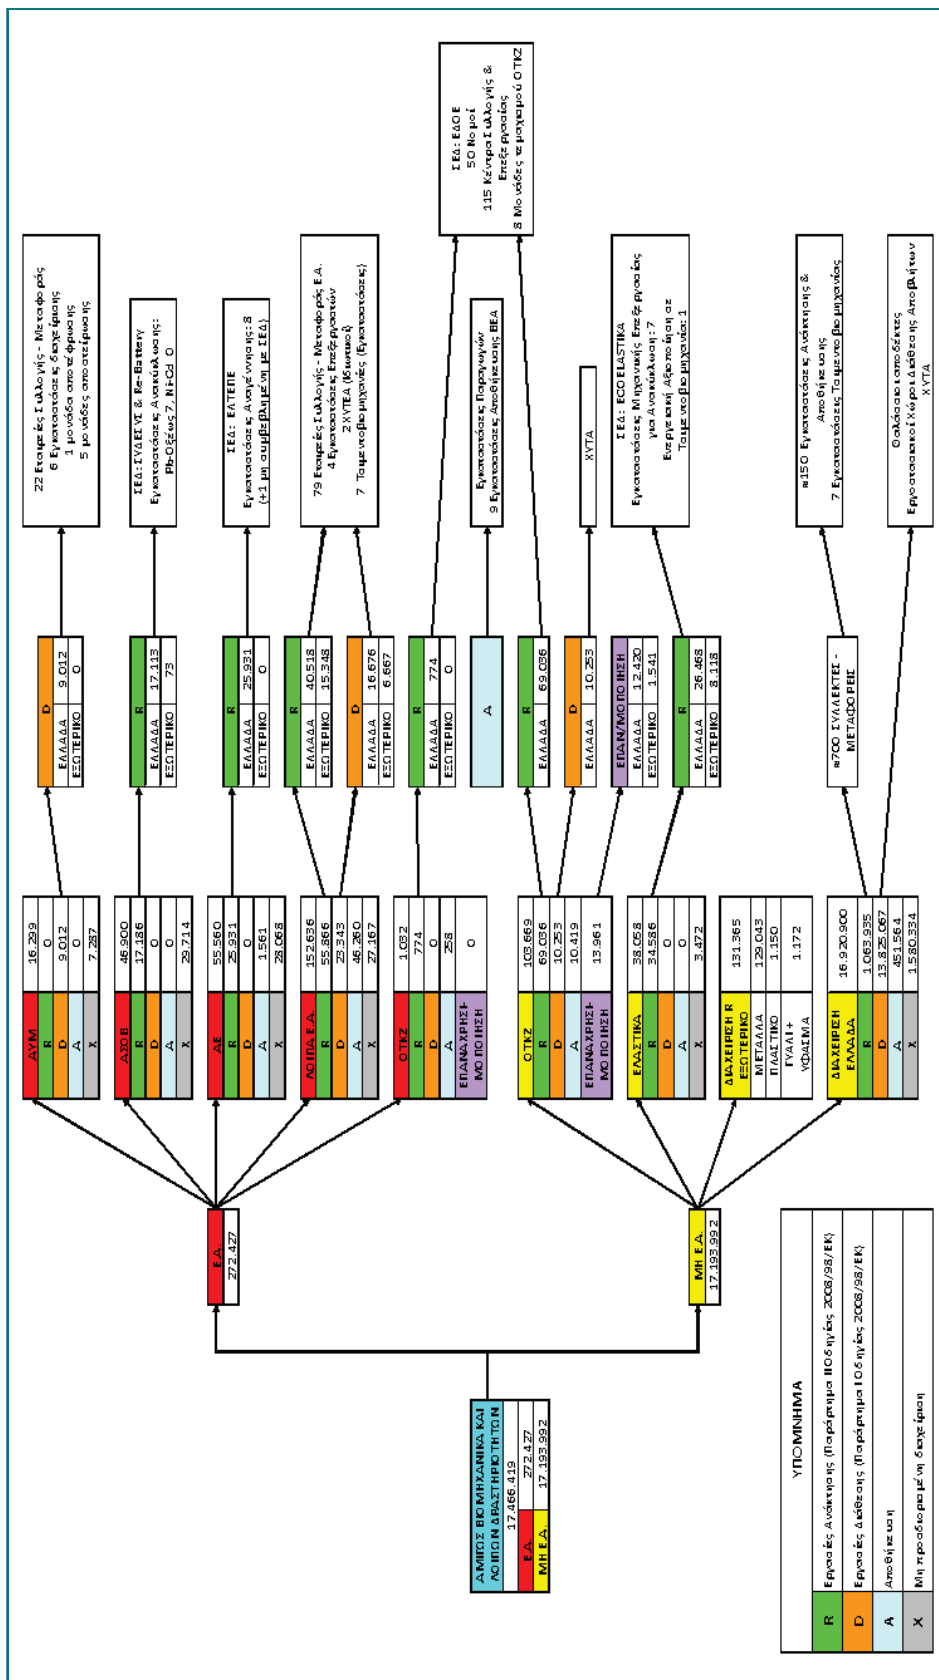 ΑΜΙΓΩΣ ΒΙΟΜΗΧΑΝΙΚΑ ΚΑΙ
ΛΟΙΠΩΝ ΔΡΑΣΤΗΡΙΟΤΗΤΩΝ
17.466.419
Ε.Α. 272.427
ΜΗ Ε.Α. 17.193.992
Ε.Α.
272.427
ΜΗ Ε.Α.
17.193.992
ΑΥΜ 16.299
R 0
D 9.012
A 0
X 7.287
ΑΣΟΒ 46.900
R 17.186
D 0
A 0
X 29.714
ΑΕ 55.560
R 25.931
D 0
A 1.561
X 28.068
ΛΟΙΠΑ Ε.Α. 152.636
R 55.866
D 23.343
A 46.260
X 27.167
ΟΤΚΖ 1.032
R 774
D 0
A 258
ΕΠΑΝΑΧΡΗΣΙ-
ΜΟΠΟΙΗΣΗ 0
ΟΤΚΖ 103.669
R 69.036
D 10.253
A 10.419
ΕΠΑΝΑΧΡΗΣΙ-
ΜΟΠΟΙΗΣΗ 13.961
ΕΛΑΣΤΙΚΑ 38.058
R 34.586
D 0
A 0
X 3.472
ΔΙΑΧΕΙΡΙΣΗ R
ΕΞΩΤΕΡΙΚΟ 131.365
ΜΕΤΑΛΛΑ 129.043
ΠΛΑΣΤΙΚΟ 1.150
ΓΥΑΛΙ +
ΥΦΑΣΜΑ 1.172
ΔΙΑΧΕΙΡΙΣΗ
ΕΛΛΑΔΑ 16.920.900
R 1.063.935
D 13.825.067
A 451.564
X 1.580.334
D
ΕΛΛΑΔΑ 9.012
ΕΞΩΤΕΡΙΚΟ 0
R
ΕΛΛΑΔΑ 17.113
ΕΞΩΤΕΡΙΚΟ 73
R
ΕΛΛΑΔΑ 25.931
ΕΞΩΤΕΡΙΚΟ 0
R
ΕΛΛΑΔΑ 40.518
ΕΞΩΤΕΡΙΚΟ 15.348
D
ΕΛΛΑΔΑ 16.676
ΕΞΩΤΕΡΙΚΟ 6.667
R
ΕΛΛΑΔΑ 774
ΕΞΩΤΕΡΙΚΟ 0
A
R
ΕΛΛΑΔΑ 69.036
D
ΕΛΛΑΔΑ 10.253
ΕΠΑΝ/ΜΟΠΟΙΗΣΗ
ΕΛΛΑΔΑ 12.420
ΕΞΩΤΕΡΙΚΟ 1.541
R
ΕΛΛΑΔΑ 26.468
ΕΞΩΤΕΡΙΚΟ 8.118
≈700 ΣΥΛΛΕΚΤΕΣ -
ΜΕΤΑΦΟΡΕΙΣ
22 Εταιρείες Συλλογής - Μεταφοράς
6 Εγκαταστάσεις διαχείρισης
1 μονάδα αποτέφρωσης
5 μονάδες αποστείρωσης
ΣΕΔ: ΣΥΔΕΣΥΣ & Re-Battery
Εγκαταστάσεις Ανακύκλωσης:
Pb-Οξέως 7, Ni-Cd 0
ΣΕΔ: ΕΛΤΕΠΕ
Εγκαταστάσεις Αναγέννησης: 8
(+1 μη συμβεβλημένη με ΣΕΔ)
79 Εταιρείες Συλλογής - Μεταφοράς Ε.Α.
4 Εγκαταστάσεις Επεξεργασιών
2 ΧΥΤΕΑ (Ιδιωτικοί)
7 Τσιμεντοβιομηχανίες (Εγκαταστάσεις)
ΣΕΔ: ΕΔΟΕ
50 Νομοί
115 Κέντρα Συλλογής &
Επεξεργασίας
8 Μονάδες τεμαχισμού ΟΤΚΖ
Εγκαταστάσεις Παραγωγών
9 Εγκαταστάσεις Αποθήκευσης ΒΕΑ
ΧΥΤΑ
ΣΕΔ: ECOELASTIKA
Εγκαταστάσεις Μηχανικής Επεξεργασίας
για Ανακύκλωση: 7
Ενεργειακή Αξιοποίηση σε
Τσιμεντοβιομηχανία: 1
≈150 Εγκαταστάσεις Ανάκτησης &
Αποθήκευσης
7 Εγκαταστάσεις Τσιμεντοβιομηχανίας
Θαλάσσιοι αποδέκτες
Εργοστασιακοί Χώροι Διάθεσης Αποβλήτων
ΧΥΤΑ
ΥΠΟΜΝΗΜΑ
R Εργασίες Ανάκτησης (Παράρτημα ΙΙ Οδηγίας 2008/98/ΕΚ)
D Εργασίες Διάθεσης (Παράρτημα Ι Οδηγίας 2008/98/ΕΚ)
A Αποθήκευση
X Μη προσδιορισμένη διαχείριση